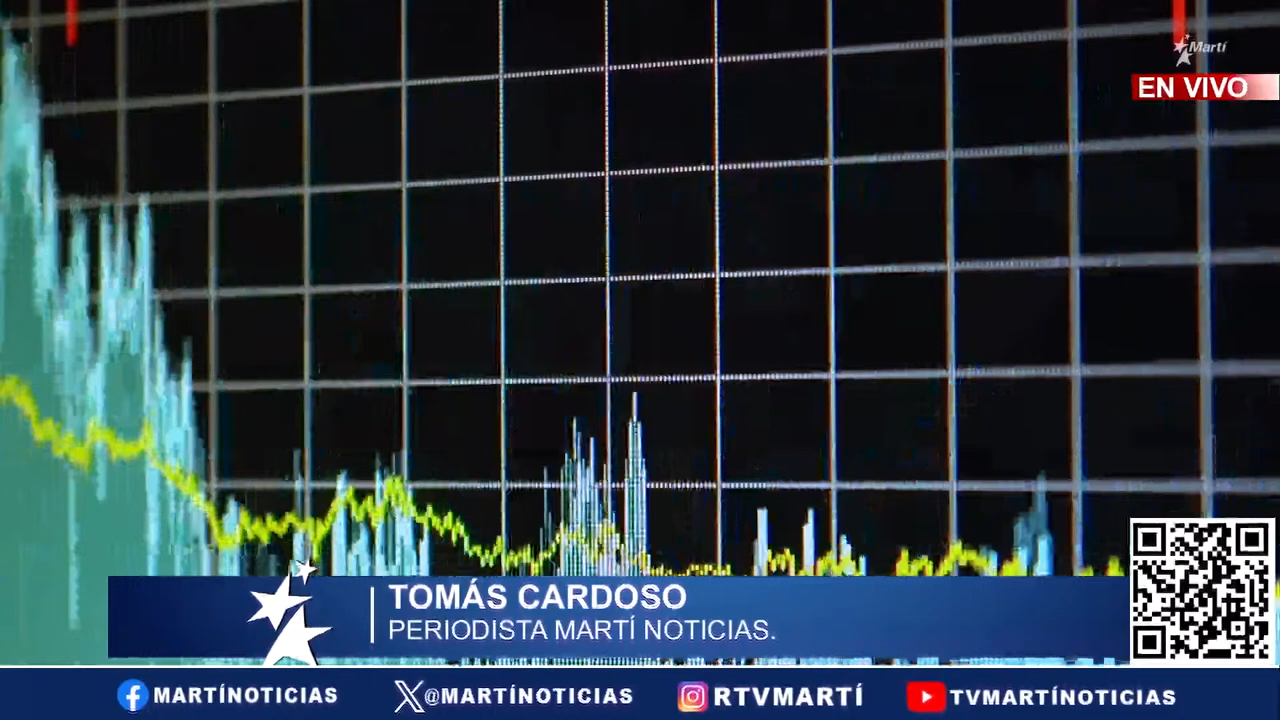 Martí
EN VIVO
TOMÁS CARDOSO
PERIODISTA MARTÍ NOTICIAS.
MARTÍNOTICIAS
@MARTÍNOTICIAS
RTVMARTÍ
TVMARTÍNOTICIAS